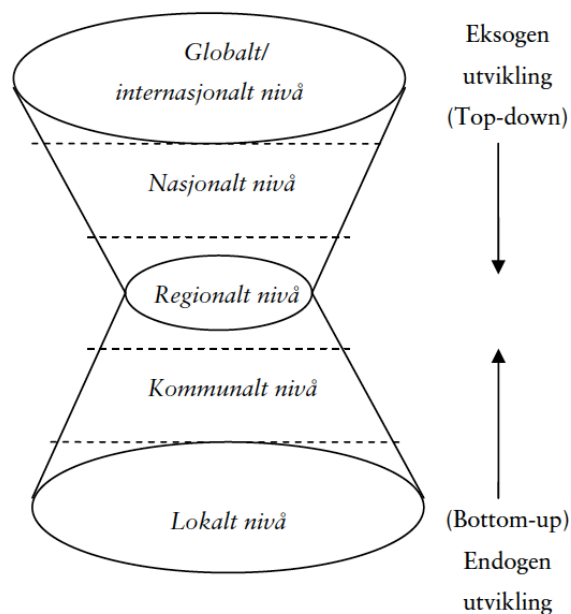 Globalt/
internasjonalt nivå
Eksogen
utvikling
(Top-down)
Nasjonalt nivå
Regionalt nivå
Kommunalt nivå
Lokalt nivå
(Bottom-up)
Endogen
utvikling